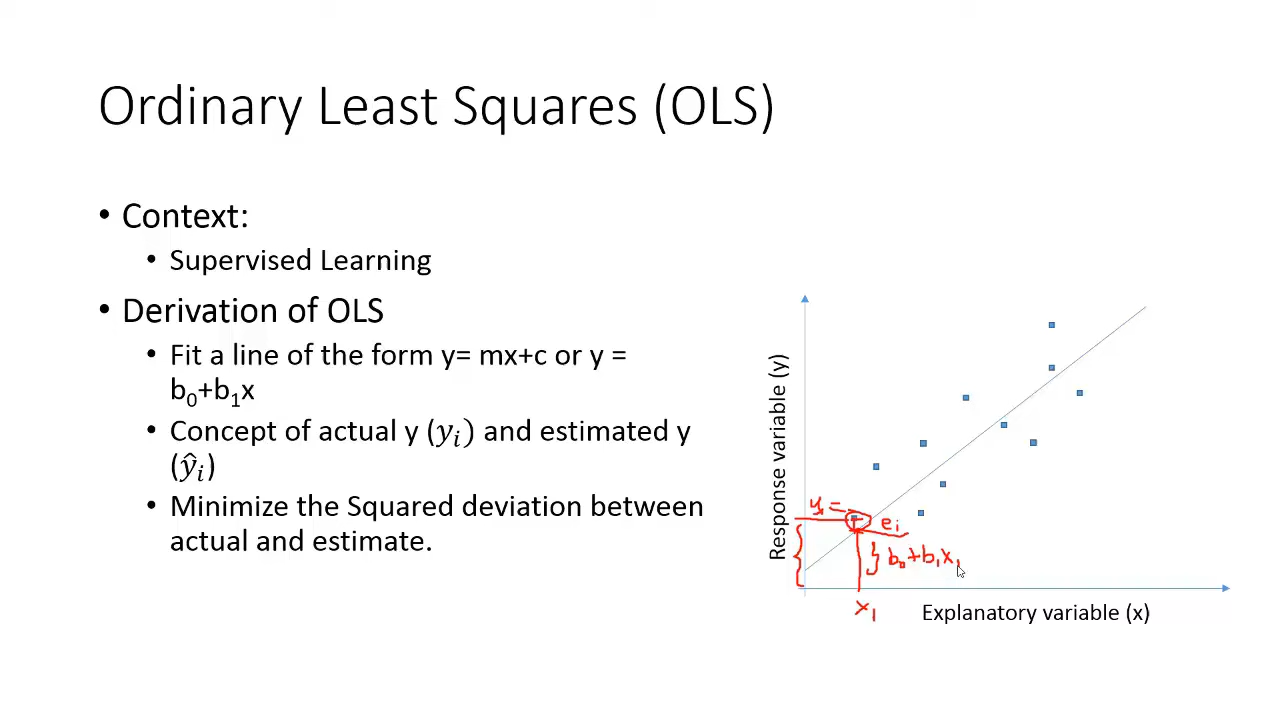 Ordinary Least Squares (OLS)
• Context:
• Supervised Learning
• Derivation of OLS
• Fit a line of the form y= mx+c or y =
b₀+b₁x
• Concept of actual y (𝑦ᵢ) and estimated y
(ŷᵢ)
• Minimize the Squared deviation between
actual and estimate.
Response variable (y)
y₁ =
eᵢ
b₀+b₁x₁
x₁
Explanatory variable (x)